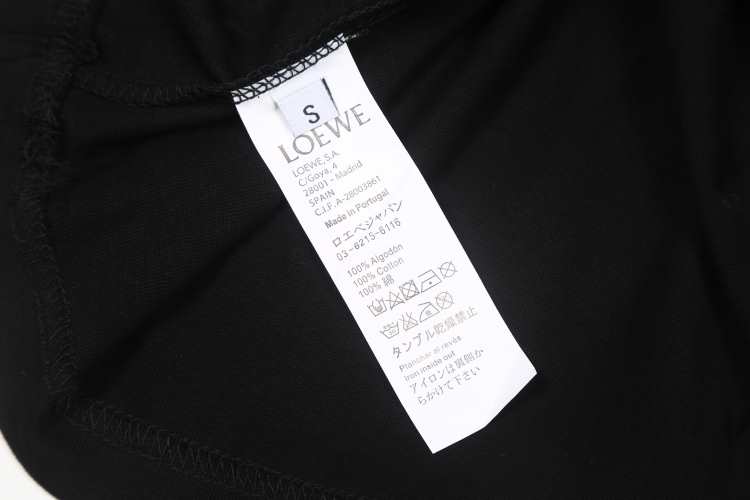 S
LOEWE
LOEWE, S.A.
C/Goya, 4
28001 - Madrid
SPAIN
C.I.F. A-28003861
Made in Portugal
ロエベジャパン
03-6215-6116
100% Algodón
100% Cotton
100% 綿
タンブル乾燥禁止
Planchar al revés
Iron inside out
アイロンは裏側か
らかけて下さい